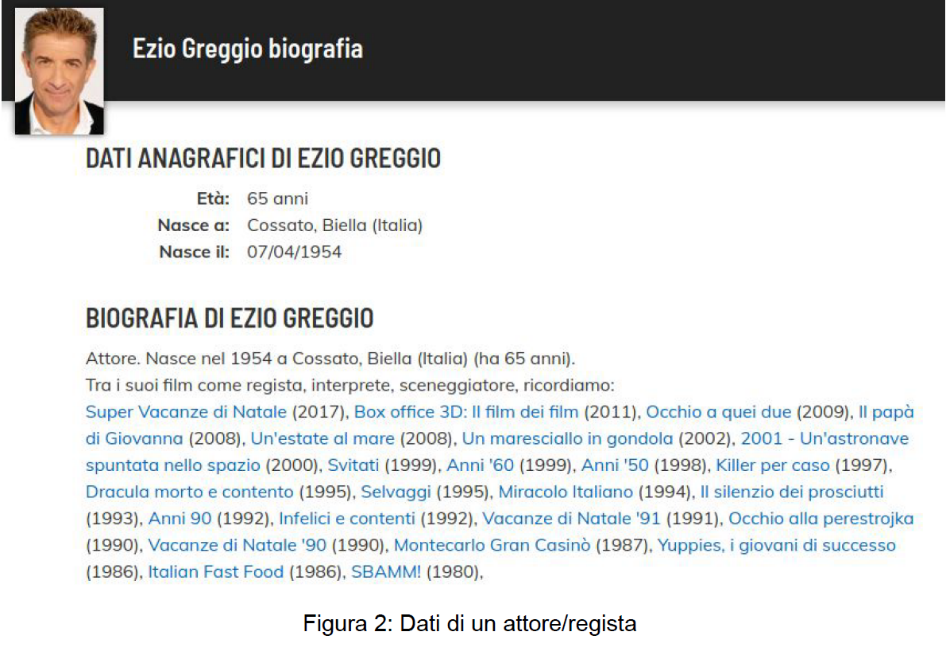 Ezio Greggio biografia
DATI ANAGRAFICI DI EZIO GREGGIO
Età: 65 anni
Nasce a: Cossato, Biella (Italia)
Nasce il: 07/04/1954
BIOGRAFIA DI EZIO GREGGIO
Attore. Nasce nel 1954 a Cossato, Biella (Italia) (ha 65 anni).
Tra i suoi film come regista, interprete, sceneggiatore, ricordiamo:
Super Vacanze di Natale (2017), Box office 3D: Il film dei film (2011), Occhio a quei due (2009), Il papà
di Giovanna (2008), Un'estate al mare (2008), Un maresciallo in gondola (2002), 2001 - Un'astronave
spuntata nello spazio (2000), Svitati (1999), Anni '60 (1999), Anni '50 (1998), Killer per caso (1997),
Dracula morto e contento (1995), Selvaggi (1995), Miracolo Italiano (1994), Il silenzio dei prosciutti
(1993), Anni 90 (1992), Infelici e contenti (1992), Vacanze di Natale '91 (1991), Occhio alla perestrojka
(1990), Vacanze di Natale '90 (1990), Montecarlo Gran Casinò (1987), Yuppies, i giovani di successo
(1986), Italian Fast Food (1986), SBAMM! (1980),
Figura 2: Dati di un attore/regista